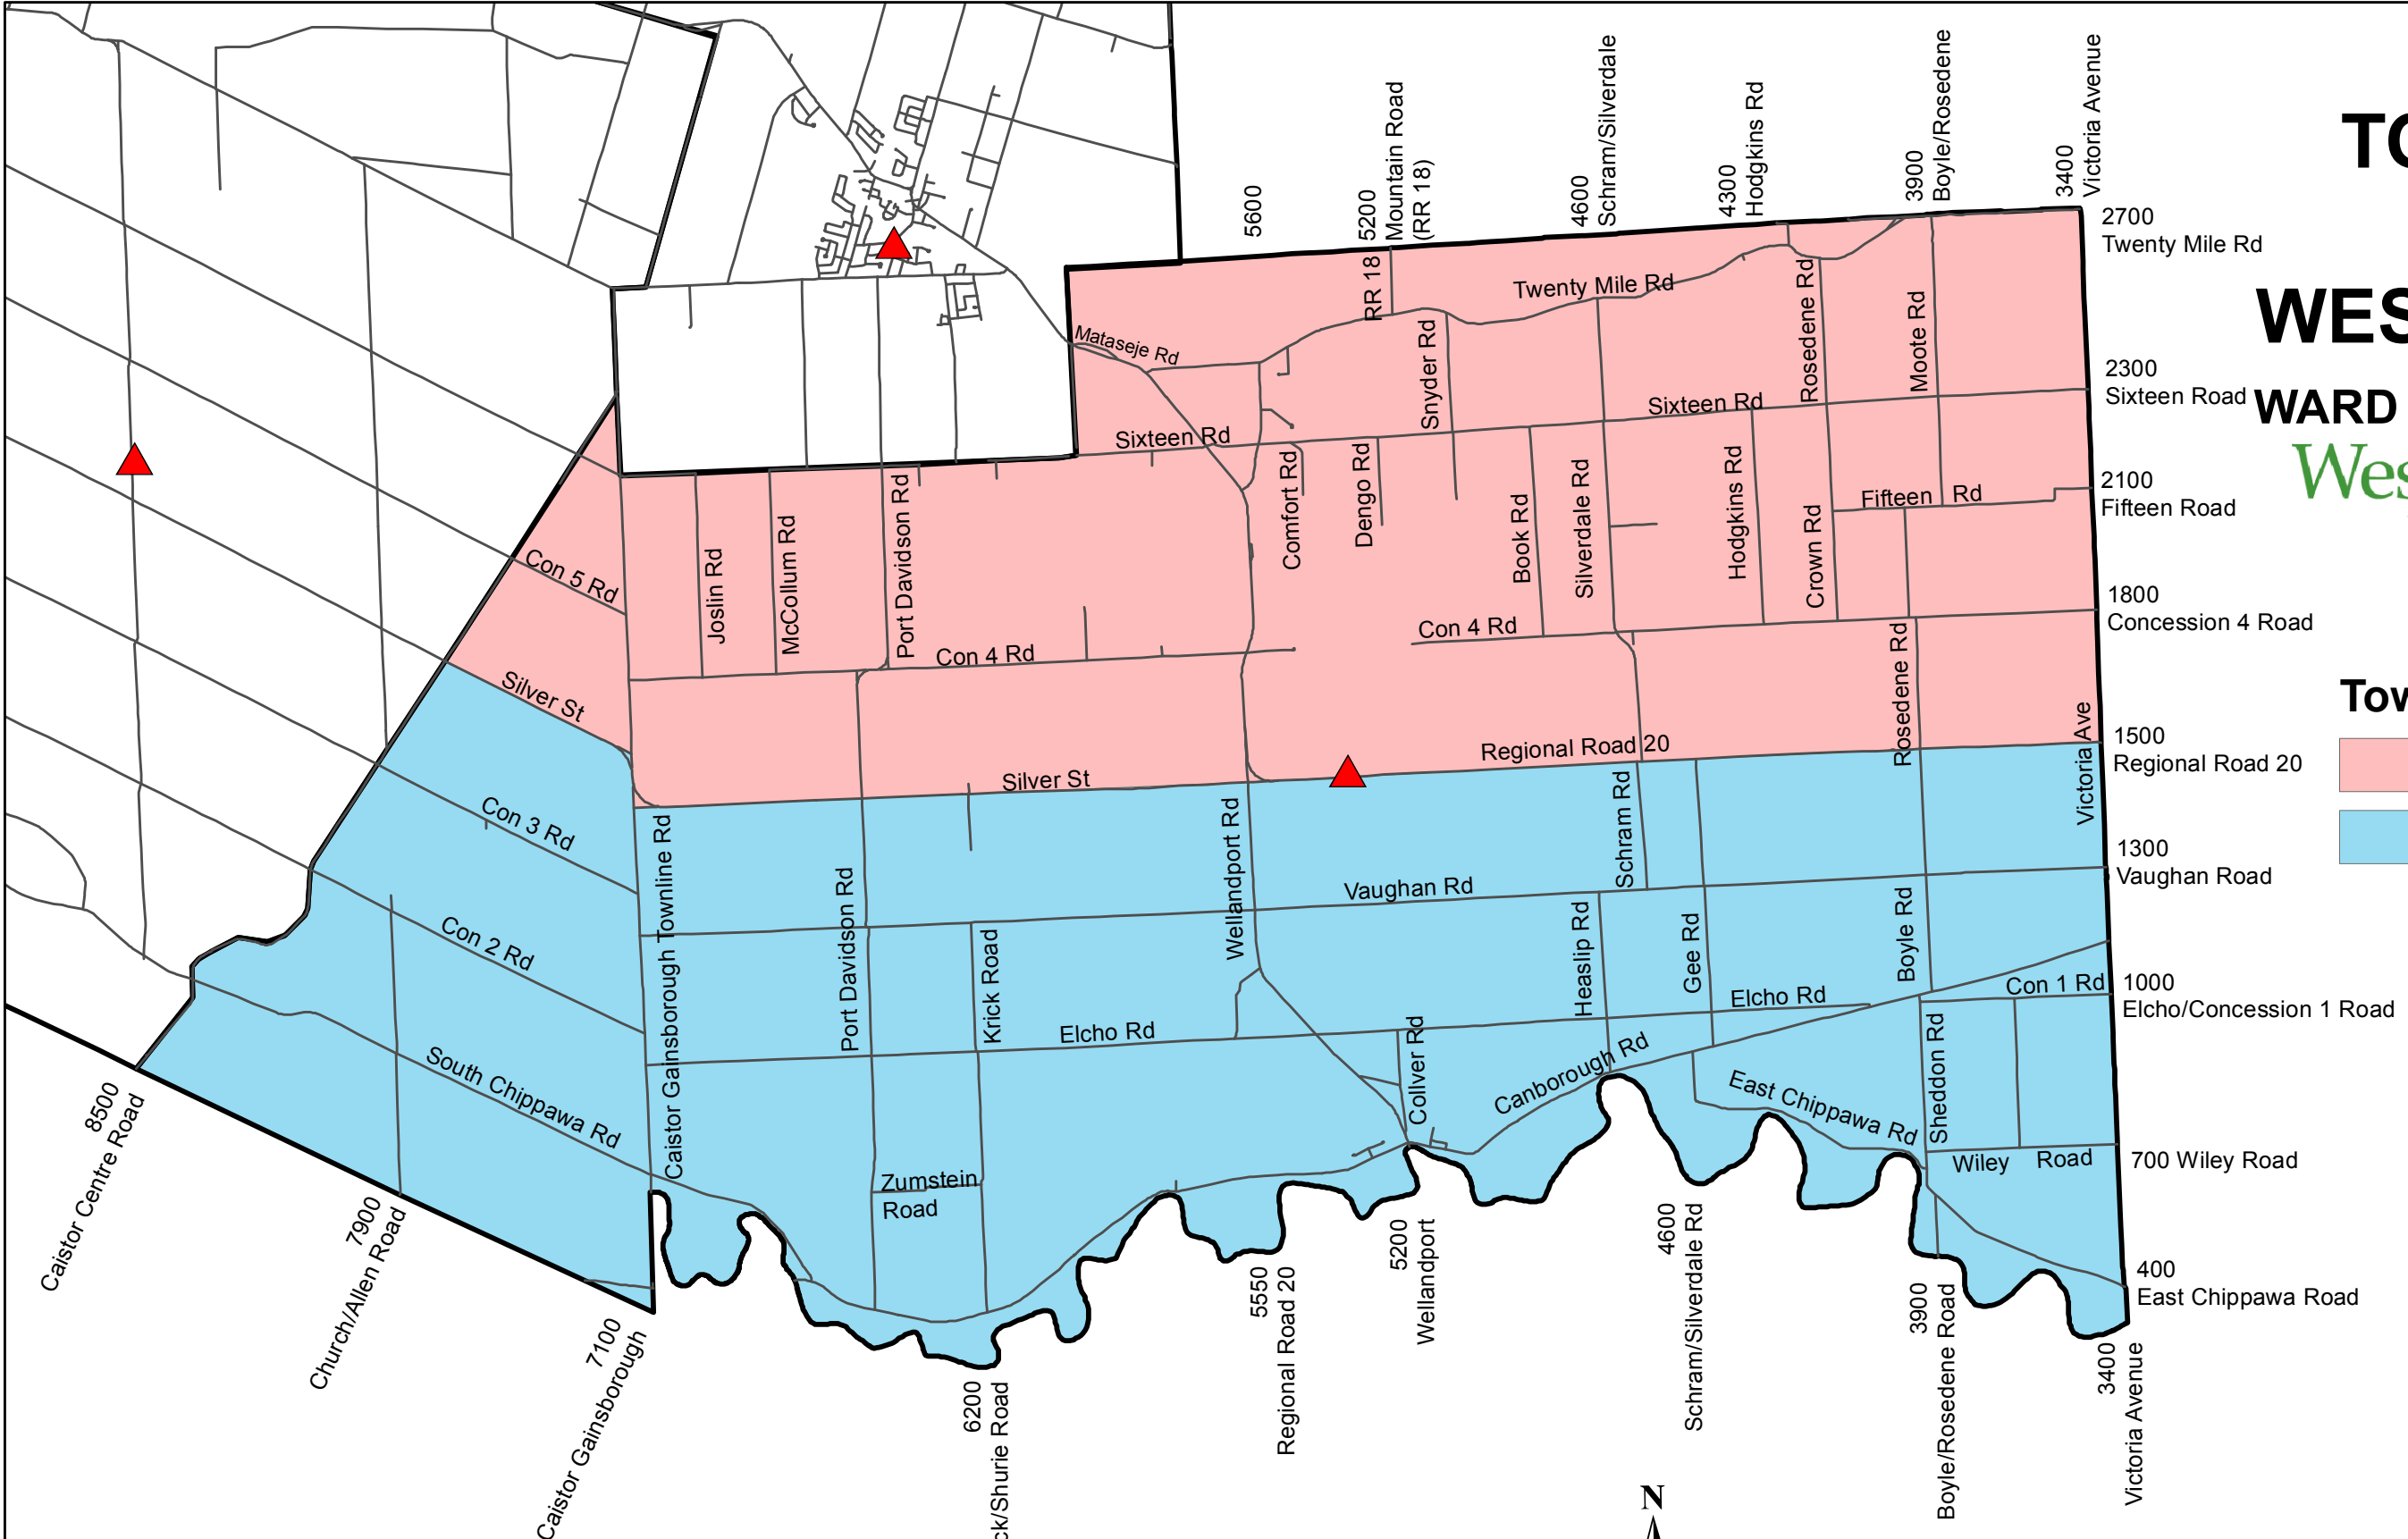 5600
5200
Mountain Road
(RR 18)
4600
Schram/Silverdale
4300
Hodgkins Rd
3900
Boyle/Rosedene
3400
Victoria Avenue
TO
WES
WARD
Wes
Tow
2700
Twenty Mile Rd
2300
Sixteen Road
2100
Fifteen Road
1800
Concession 4 Road
1500
Regional Road 20
1300
Vaughan Road
1000
Elcho/Concession 1 Road
700 Wiley Road
400
East Chippawa Road
RR 18
Twenty Mile Rd
Mataseje Rd
Snyder Rd
Rosedene Rd
Moote Rd
Sixteen Rd
Sixteen Rd
Comfort Rd
Dengo Rd
Book Rd
Silverdale Rd
Hodgkins Rd
Crown Rd
Fifteen Rd
Con 5 Rd
Joslin Rd
McCollum Rd
Port Davidson Rd
Con 4 Rd
Con 4 Rd
Rosedene Rd
Victoria Ave
Silver St
Silver St
Regional Road 20
Con 3 Rd
Caistor Gainsborough Townline Rd
Port Davidson Rd
Krick Road
Wellandport Rd
Vaughan Rd
Schram Rd
Heaslip Rd
Gee Rd
Boyle Rd
Con 2 Rd
Elcho Rd
Elcho Rd
Con 1 Rd
South Chippawa Rd
Collver Rd
Canborough Rd
East Chippawa Rd
Sheddon Rd
Wiley Road
Zumstein
Road
8500
Caistor Centre Road
7900
Church/Allen Road
7100
Caistor Gainsborough
6200
ck/Shurie Road
5550
Regional Road 20
5200
Wellandport
4600
Schram/Silverdale Rd
3900
Boyle/Rosedene Road
3400
Victoria Avenue
N